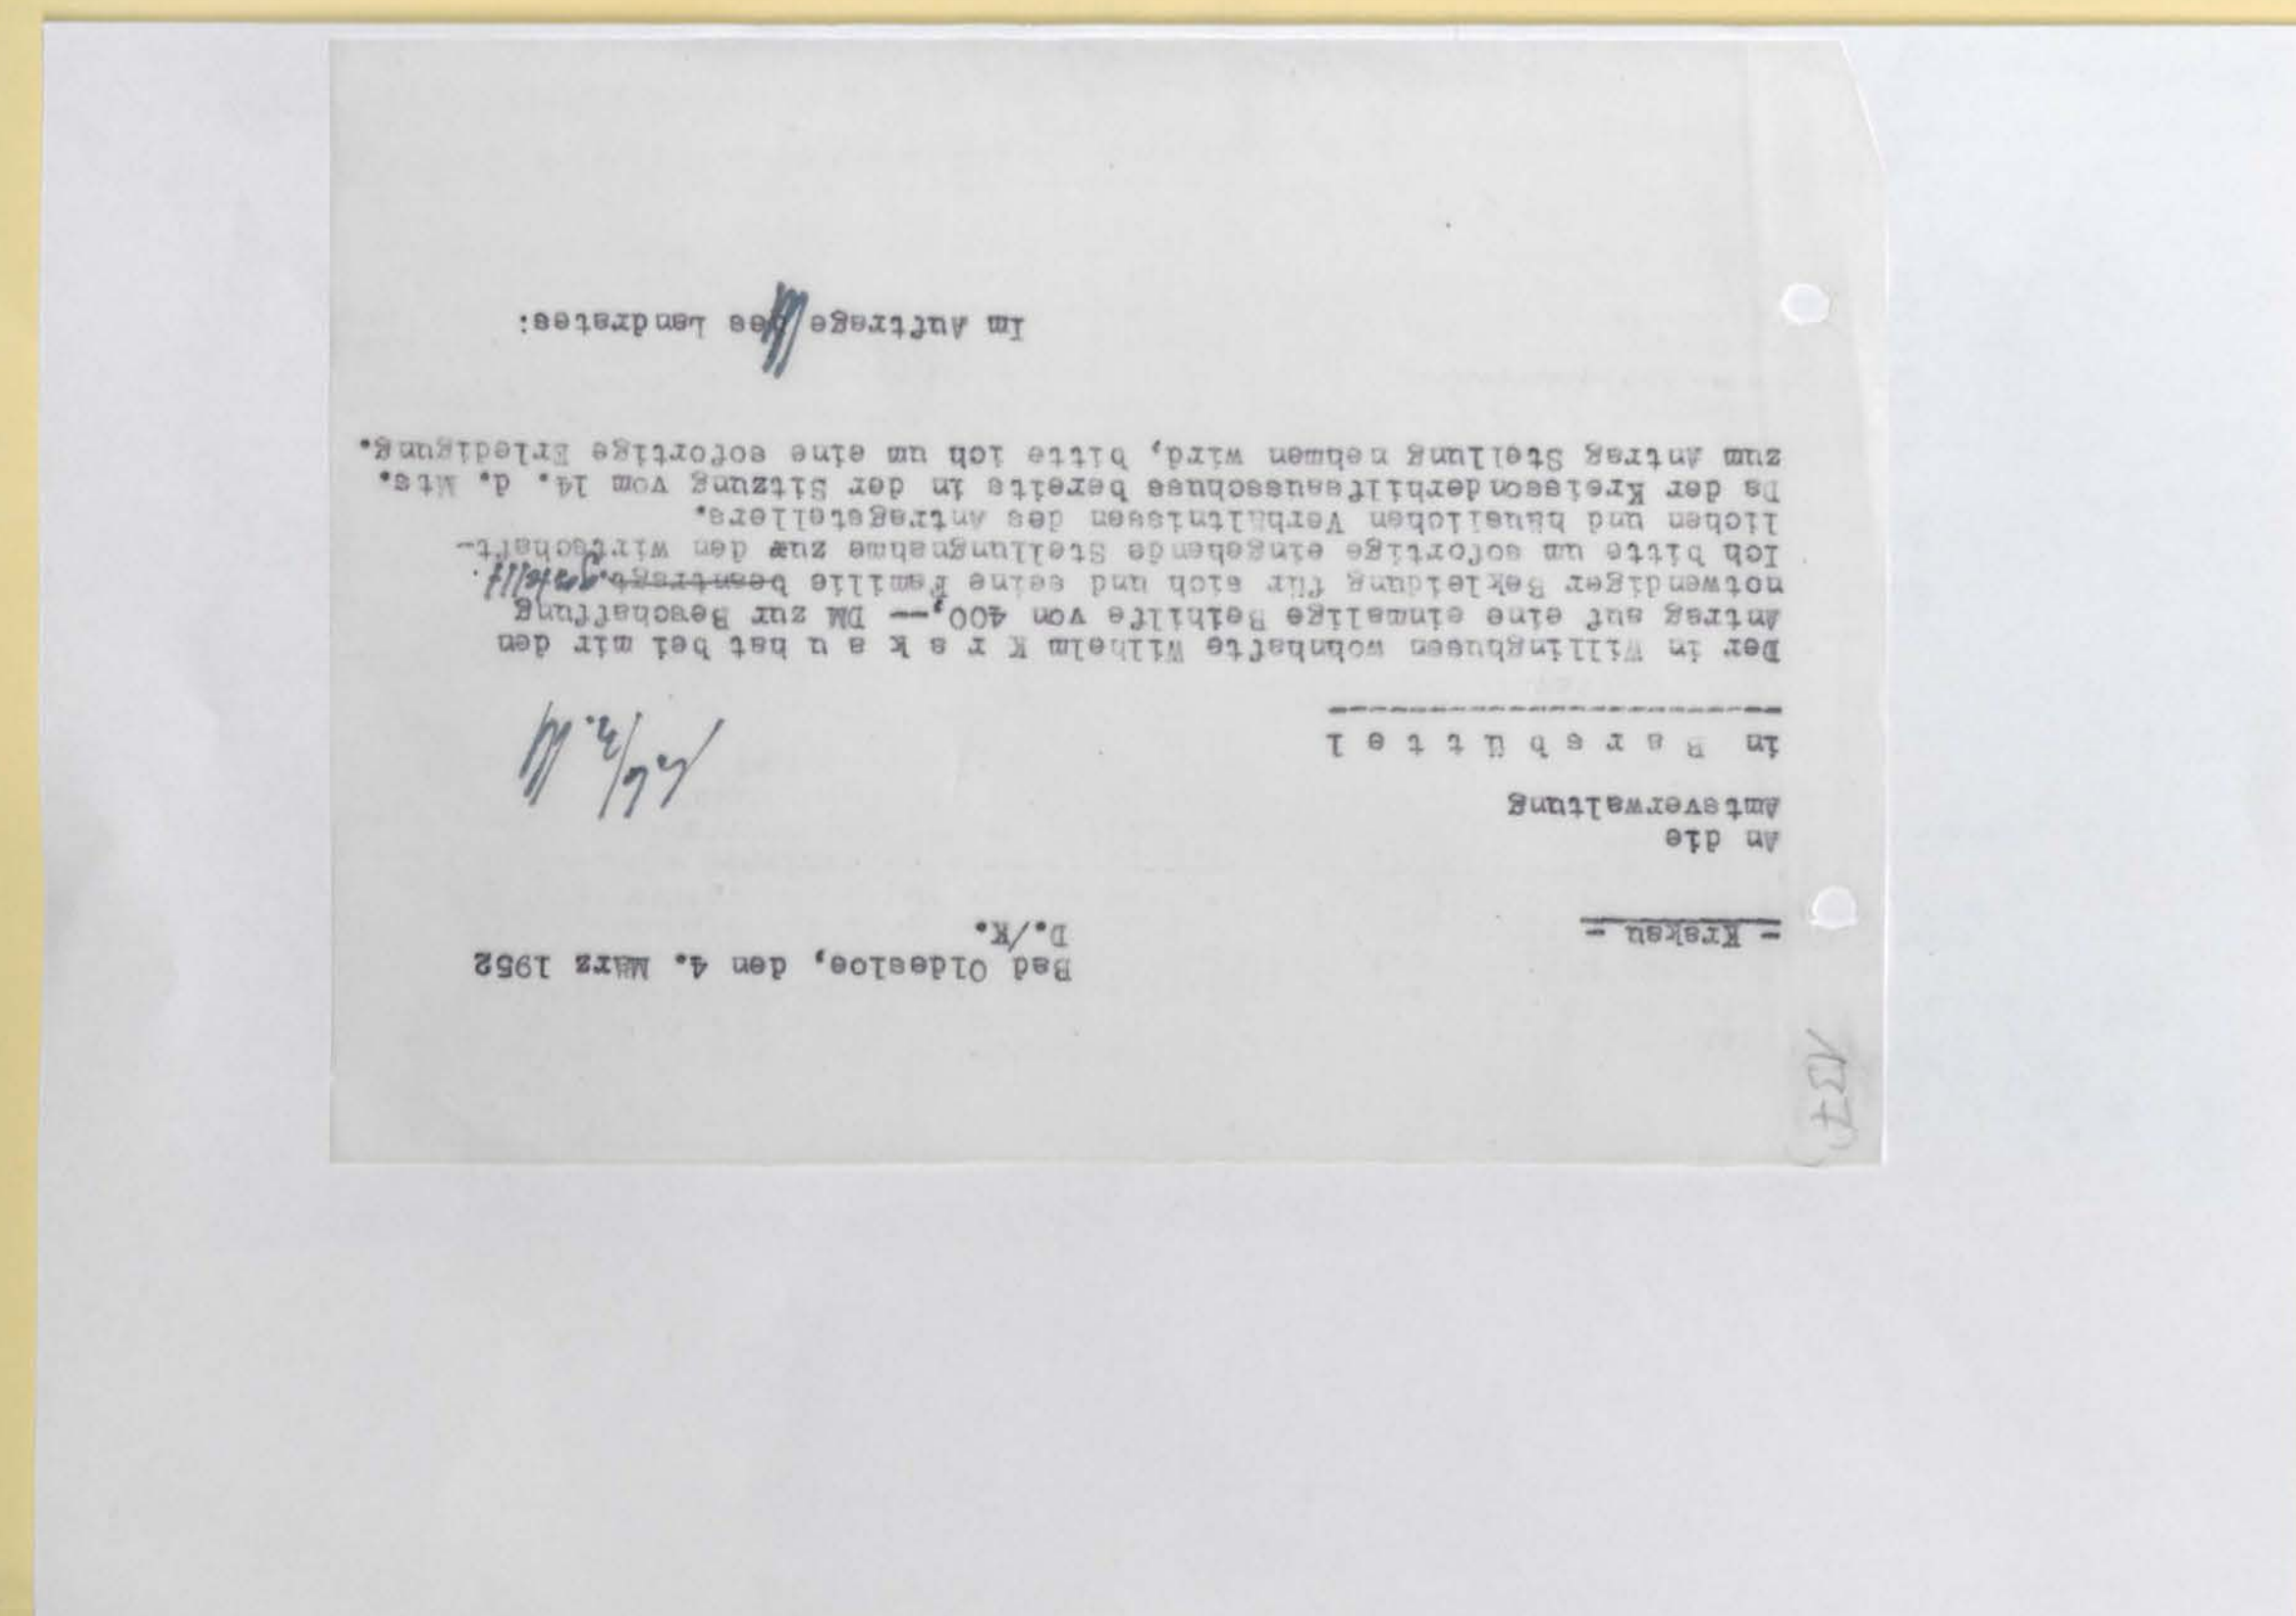 137
Bad Oldesloe, den 4. März 1952
D./K.
- Krakau -
An die
Amtsverwaltung
in B a r s b ü t t e l
Der in Willinghusen wohnhafte Wilhelm K r a k a u hat bei mir den
Antrag auf eine einmalige Beihilfe von 400,-- DM zur Beschaffung
notwendiger Bekleidung für sich und seine Familie beantragt. gestellt.
Ich bitte um sofortige eingehende Stellungnahme zu den wirtschaft-
lichen und häuslichen Verhältnissen des Antragstellers.
Da der Kreissonderhilfsausschuss bereits in der Sitzung vom 14. d. Mts.
zum Antrag Stellung nehmen wird, bitte ich um eine sofortige Erledigung.
Im Auftrage des Landrates: